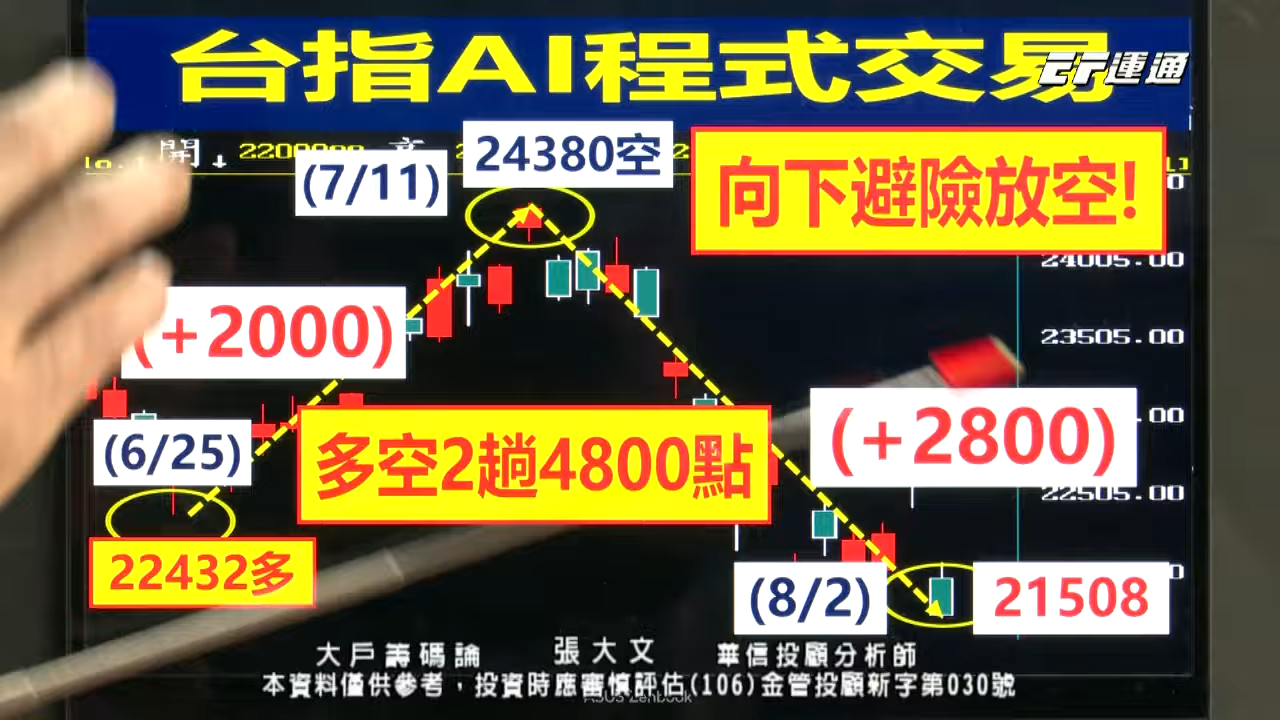 台指AI程式交易
EF運通
開
2200000
(7/11)
24380空
向下避險放空!
24005.00
(+2000)
23505.00
(+2800)
(6/25)
多空2趟4800點
22505.00
22432多
(8/2)
21508
大戶籌碼論 張大文 華信投顧分析師
本資料僅供參考，投資時應審慎評估(106)金管投顧新字第030號
ASUS Zenbook